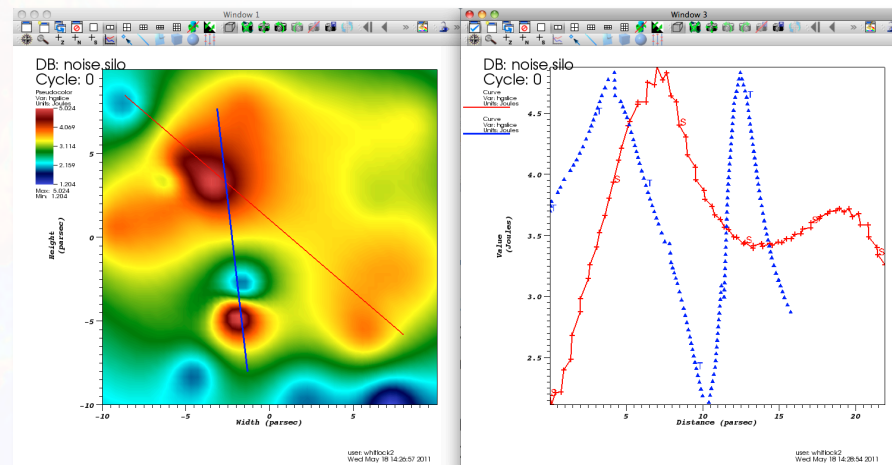 Window 1
DB: noise.silo
Cycle: 0
Pseudocolor
Var: hgslice
Units: Joules
5.024
4.069
3.114
2.159
1.204
Max: 5.024
Min: 1.204
Height
(parsec)
5
0
-5
-10
-10
-5
0
5
Width (parsec)
user: whitlock2
Wed May 18 14:26:57 2011
Window 3
DB: noise.silo
Cycle: 0
Curve
Var: hgslice
Units: Joules
Curve
Var: hgslice
Units: Joules
4.5
4.0
3.5
3.0
2.5
Value
(Joules)
S
S
S
S
S
S
S
T
T
T
T
T
5
10
15
20
Distance (parsec)
user: whitlock2
Wed May 18 14:28:54 2011